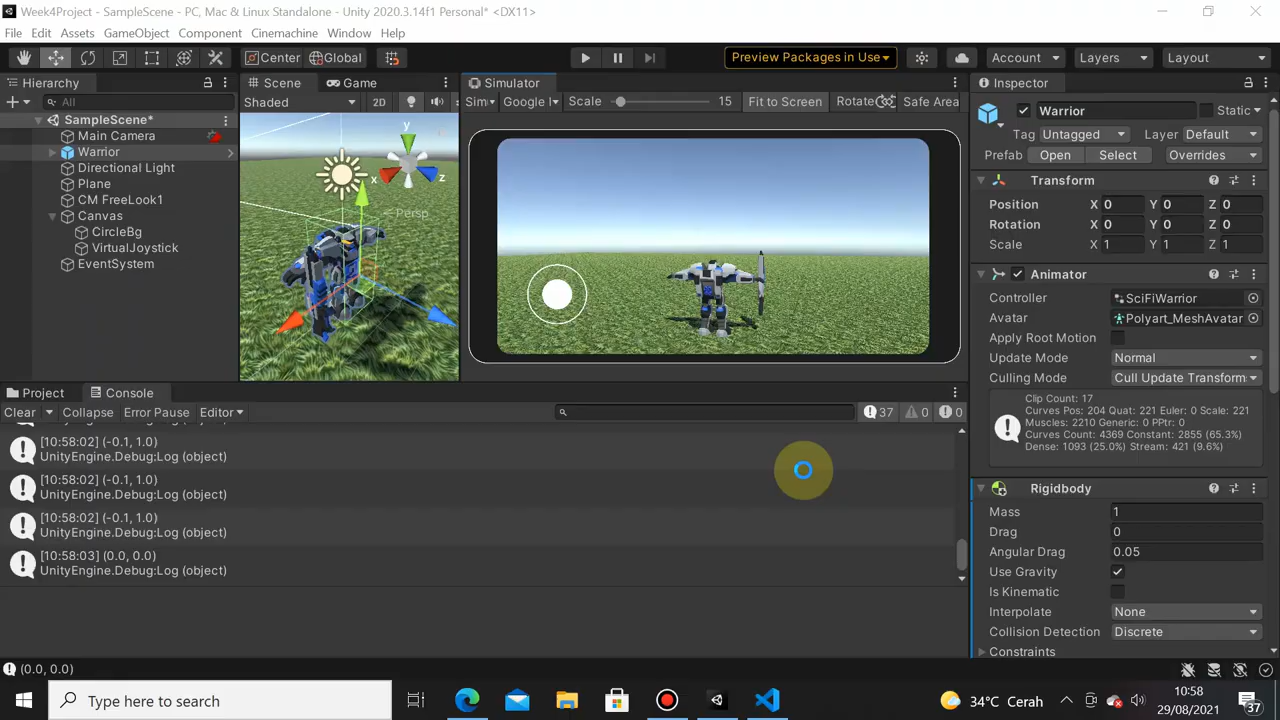 Week4Project - SampleScene - PC, Mac & Linux Standalone - Unity 2020.3.14f1 Personal* <DX11>
File Edit Assets GameObject Component Cinemachine Window Help
Center Global Preview Packages in Use Account Layers Layout
Hierarchy Scene Game Simulator Inspector
All Shaded 2D Google Scale 15 Fit to Screen Rotate Safe Area
Warrior Static
SampleScene*
Tag Untagged Layer Default
Main Camera
Warrior
Prefab Open Select Overrides
Directional Light
Plane
CM FreeLook1
Canvas
CircleBg
VirtualJoystick
EventSystem
y
x
z
Persp
Transform
Position X 0 Y 0 Z 0
Rotation X 0 Y 0 Z 0
Scale X 1 Y 1 Z 1
Animator
Controller SciFiWarrior
Avatar Polyart_MeshAvatar
Apply Root Motion
Update Mode Normal
Culling Mode Cull Update Transform
Clip Count: 17
Curves Pos: 204 Quat: 221 Euler: 0 Scale: 221
Muscles: 2210 Generic: 0 PPtr: 0
Curves Count: 4369 Constant: 2855 (65.3%)
Dense: 1093 (25.0%) Stream: 421 (9.6%)
Rigidbody
Mass 1
Drag 0
Angular Drag 0.05
Use Gravity
Is Kinematic
Interpolate None
Collision Detection Discrete
Constraints
Project Console
Clear Collapse Error Pause Editor 37 0 0
[10:58:02] (-0.1, 1.0)
UnityEngine.Debug:Log (object)
[10:58:02] (-0.1, 1.0)
UnityEngine.Debug:Log (object)
[10:58:02] (-0.1, 1.0)
UnityEngine.Debug:Log (object)
[10:58:03] (0.0, 0.0)
UnityEngine.Debug:Log (object)
(0.0, 0.0)
Type here to search
34°C Cerah
10:58
29/08/2021
37